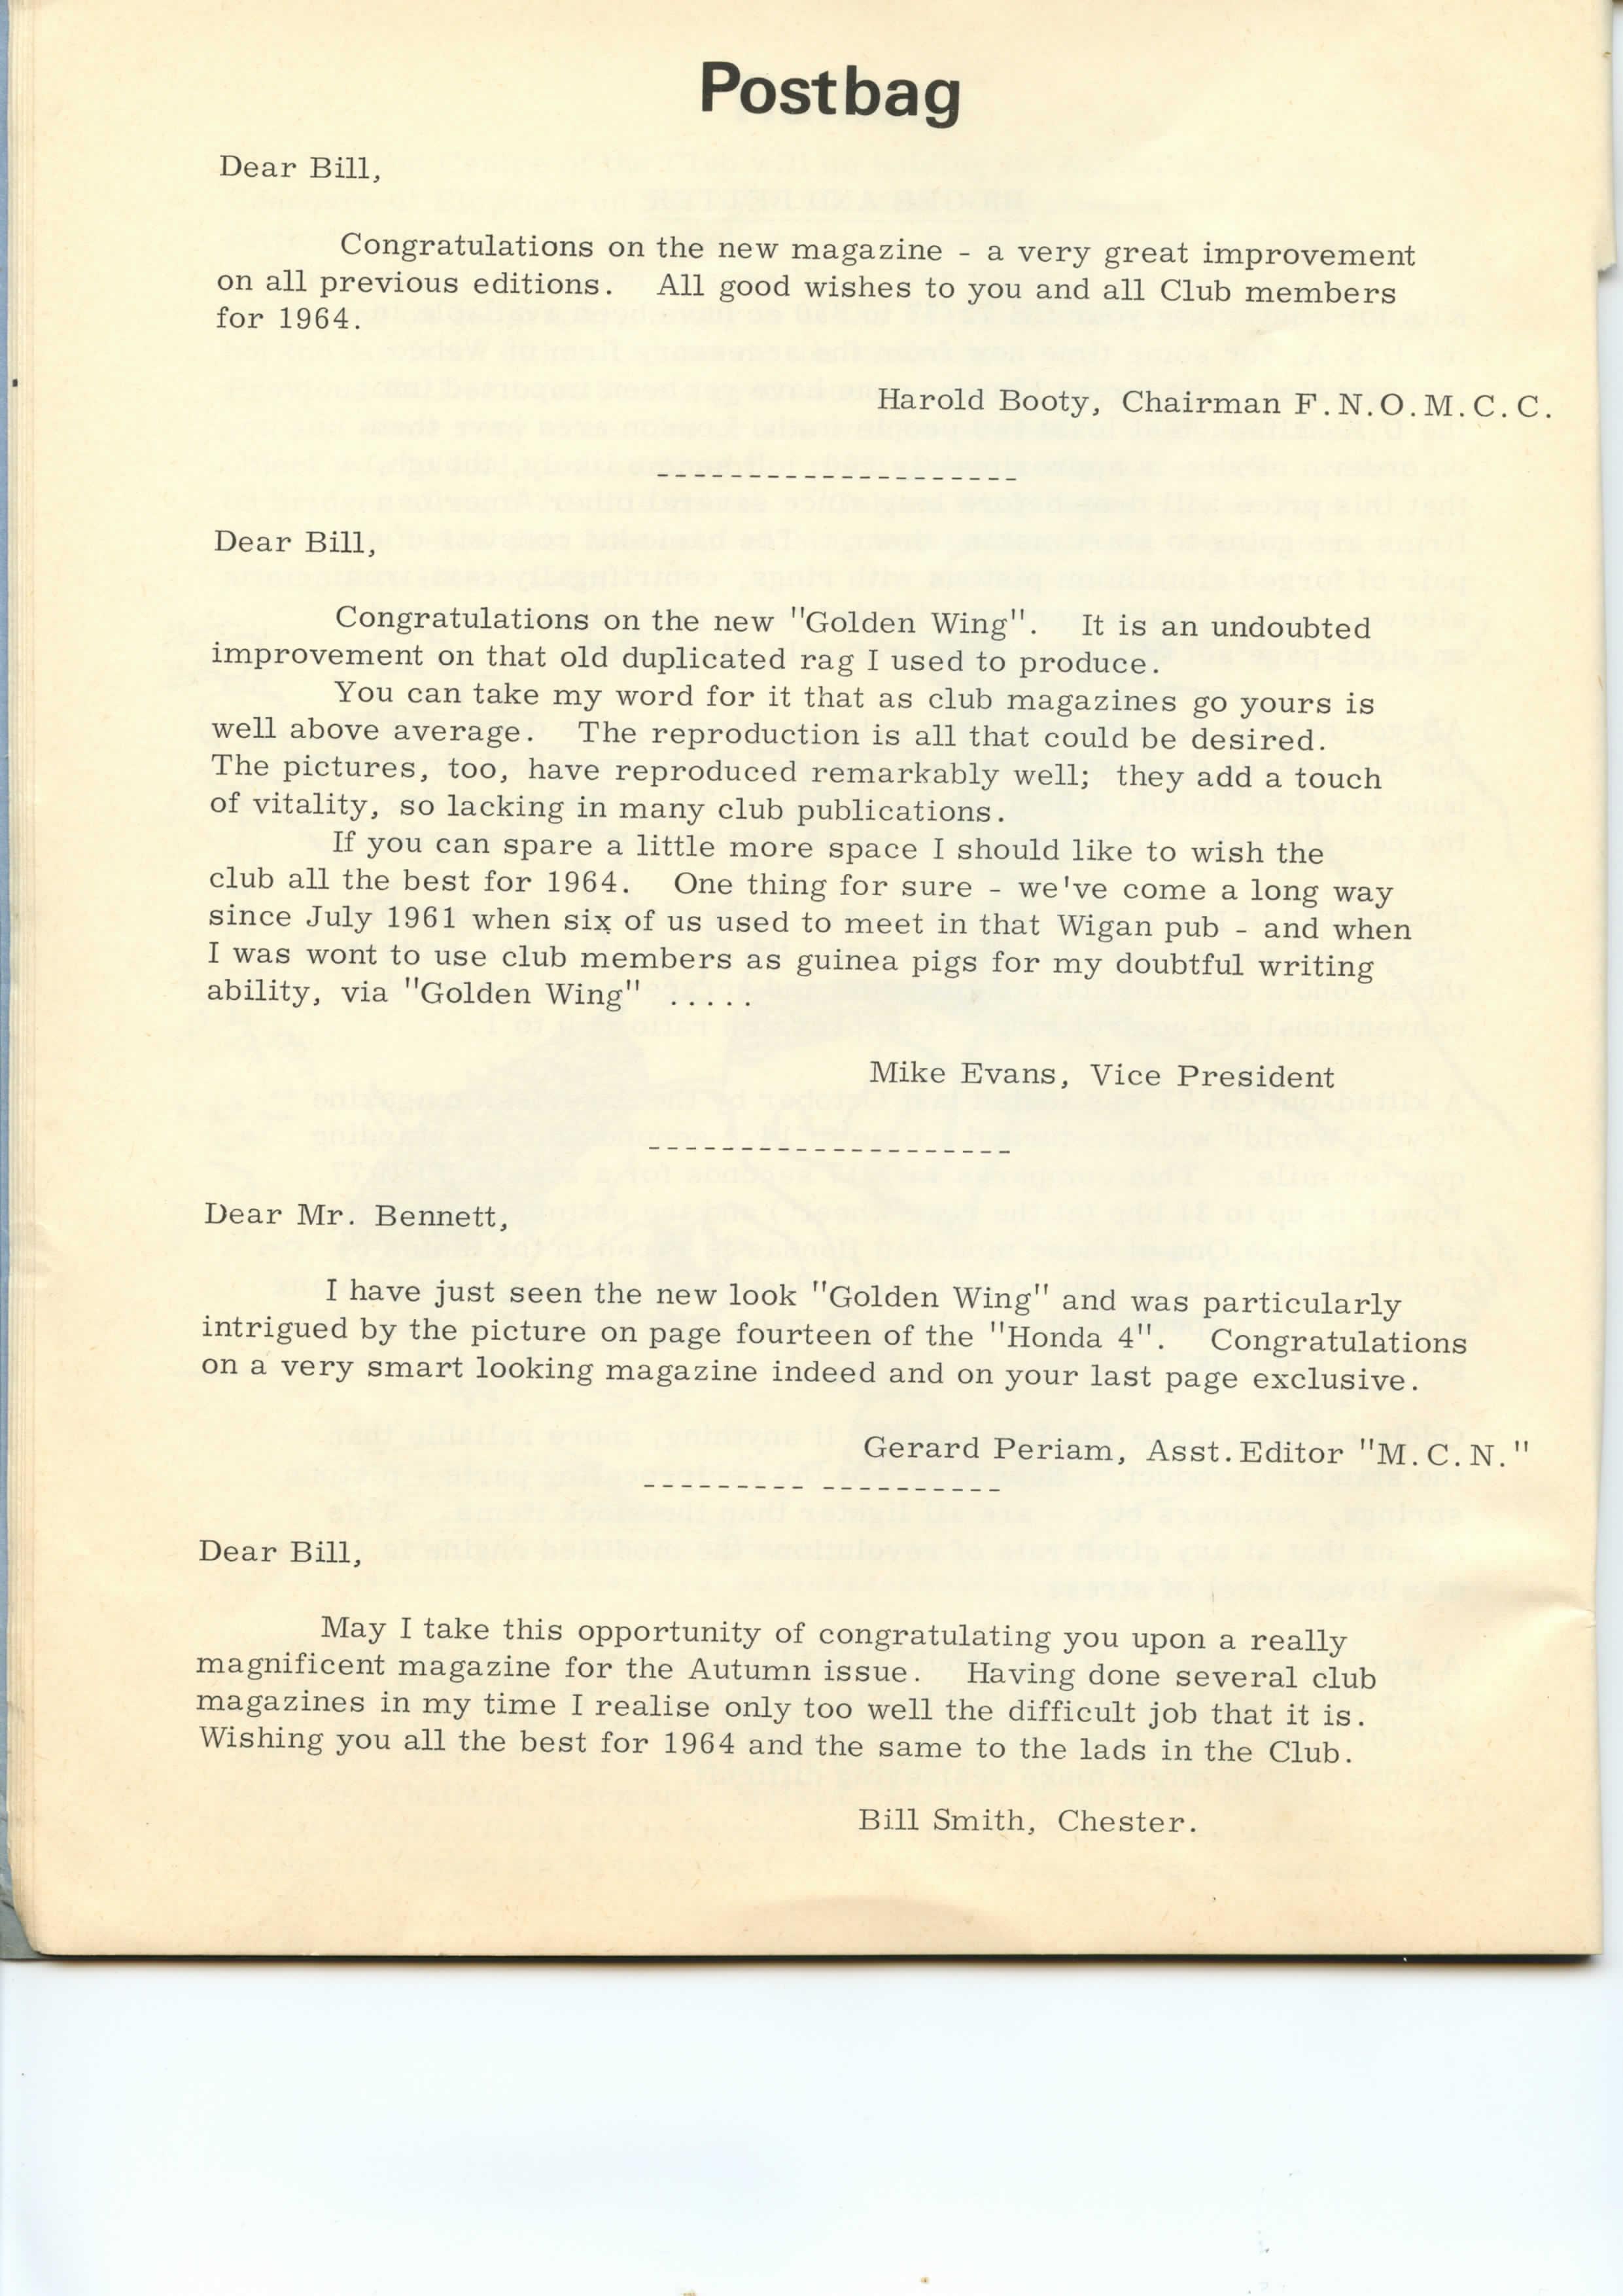 Postbag
Dear Bill,
Congratulations on the new magazine - a very great improvement
on all previous editions. All good wishes to you and all Club members
for 1964.
Harold Booty, Chairman F.N.O.M.C.C.
--------------------
Dear Bill,
Congratulations on the new "Golden Wing". It is an undoubted
improvement on that old duplicated rag I used to produce.
You can take my word for it that as club magazines go yours is
well above average. The reproduction is all that could be desired.
The pictures, too, have reproduced remarkably well; they add a touch
of vitality, so lacking in many club publications.
If you can spare a little more space I should like to wish the
club all the best for 1964. One thing for sure - we've come a long way
since July 1961 when six of us used to meet in that Wigan pub - and when
I was wont to use club members as guinea pigs for my doubtful writing
ability, via "Golden Wing" .....
Mike Evans, Vice President
--------------------
Dear Mr. Bennett,
I have just seen the new look "Golden Wing" and was particularly
intrigued by the picture on page fourteen of the "Honda 4". Congratulations
on a very smart looking magazine indeed and on your last page exclusive.
Gerard Periam, Asst. Editor "M.C.N."
--------- ----------
Dear Bill,
May I take this opportunity of congratulating you upon a really
magnificent magazine for the Autumn issue. Having done several club
magazines in my time I realise only too well the difficult job that it is.
Wishing you all the best for 1964 and the same to the lads in the Club.
Bill Smith, Chester.